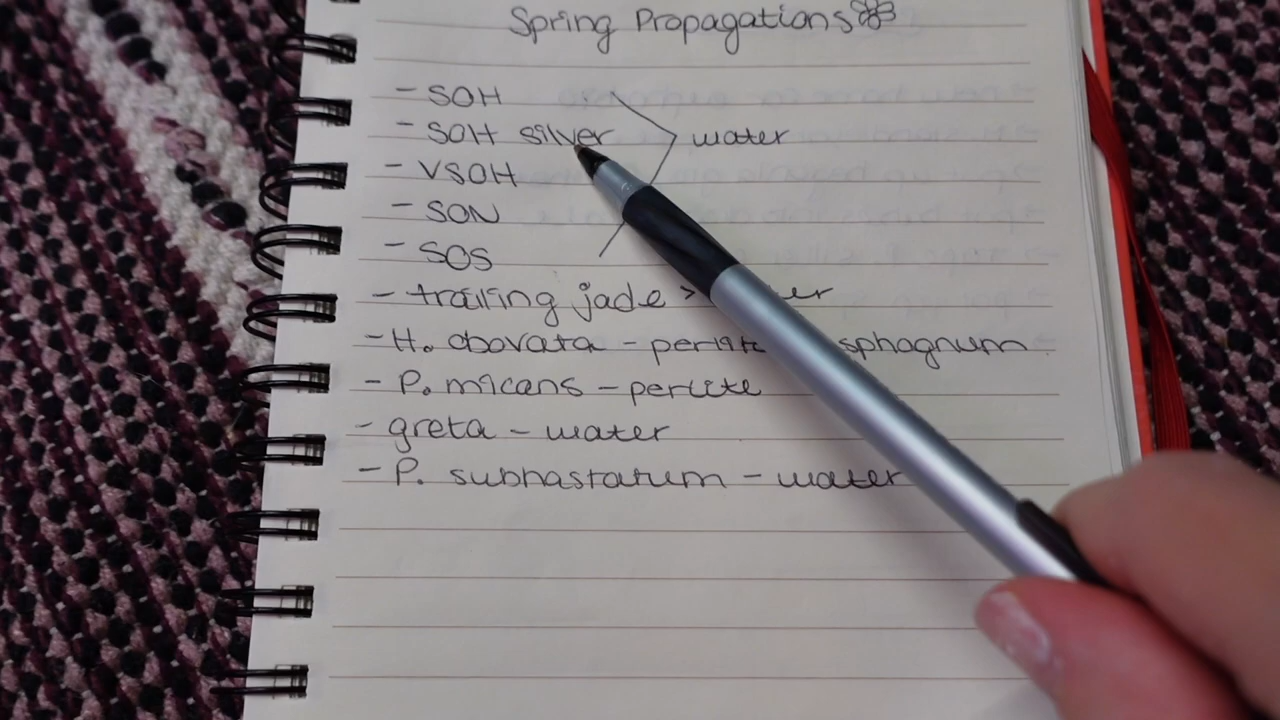 Spring Propagations
- SOH
- SOH silver
- VSOH
- SON
- SOS
water
- trailing jade >
- H. obovata - sphagnum
- P. micans - perlite
- greta - water
- P. subhastatum - water